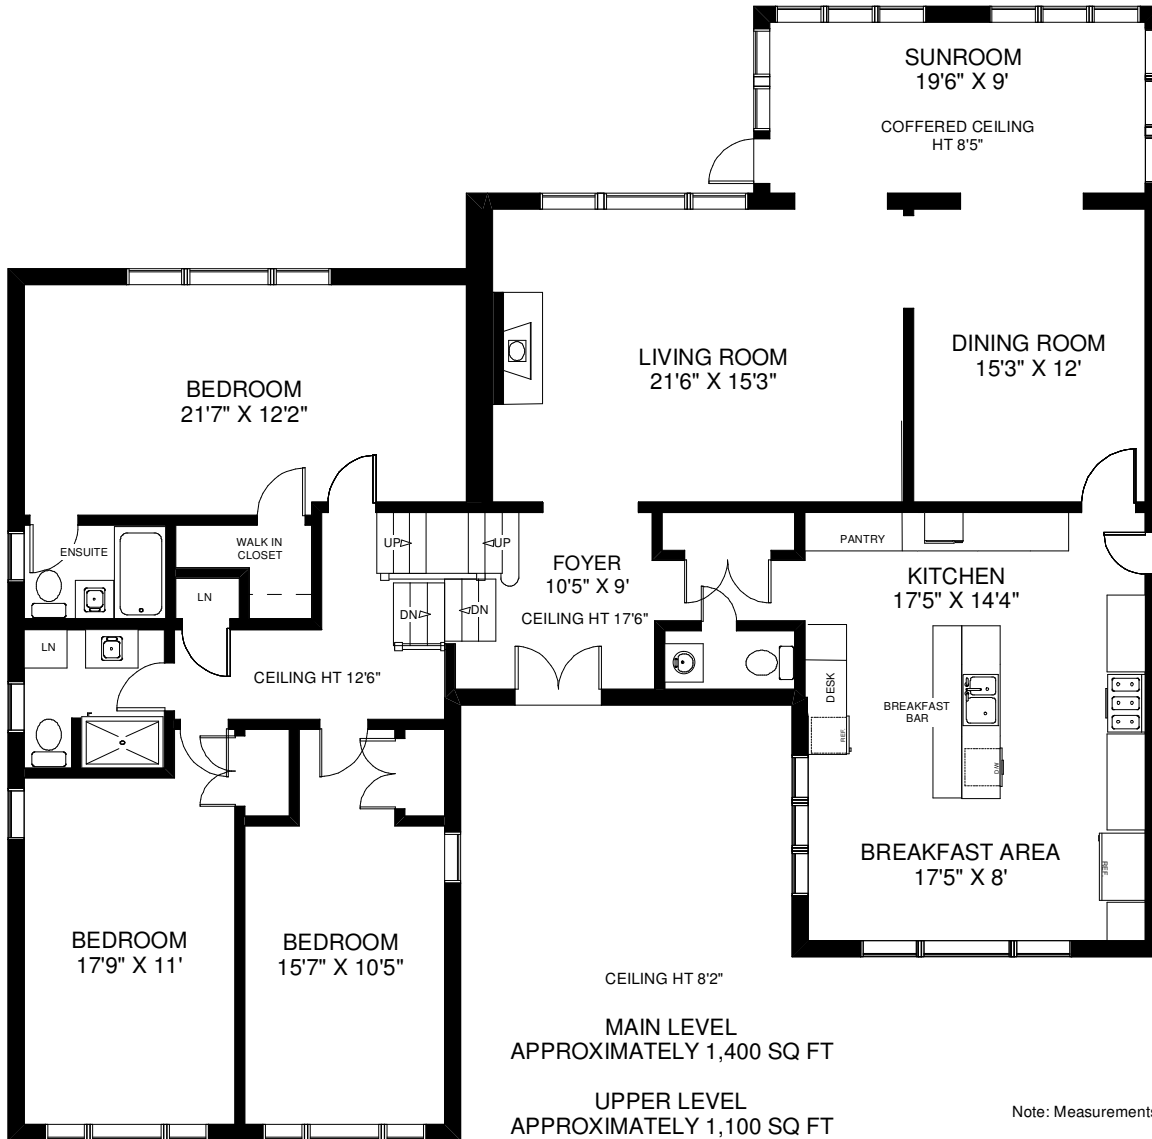 SUNROOM
19'6" X 9'
COFFERED CEILING
HT 8'5"
LIVING ROOM
21'6" X 15'3"
DINING ROOM
15'3" X 12'
BEDROOM
21'7" X 12'2"
ENSUITE
WALK IN
CLOSET
LN
UP
UP
DN
DN
FOYER
10'5" X 9'
CEILING HT 17'6"
PANTRY
KITCHEN
17'5" X 14'4"
LN
CEILING HT 12'6"
DESK
REF
BREAKFAST
BAR
D/W
BREAKFAST AREA
17'5" X 8'
REF
BEDROOM
17'9" X 11'
BEDROOM
15'7" X 10'5"
CEILING HT 8'2"
MAIN LEVEL
APPROXIMATELY 1,400 SQ FT
UPPER LEVEL
APPROXIMATELY 1,100 SQ FT
Note: Measurements